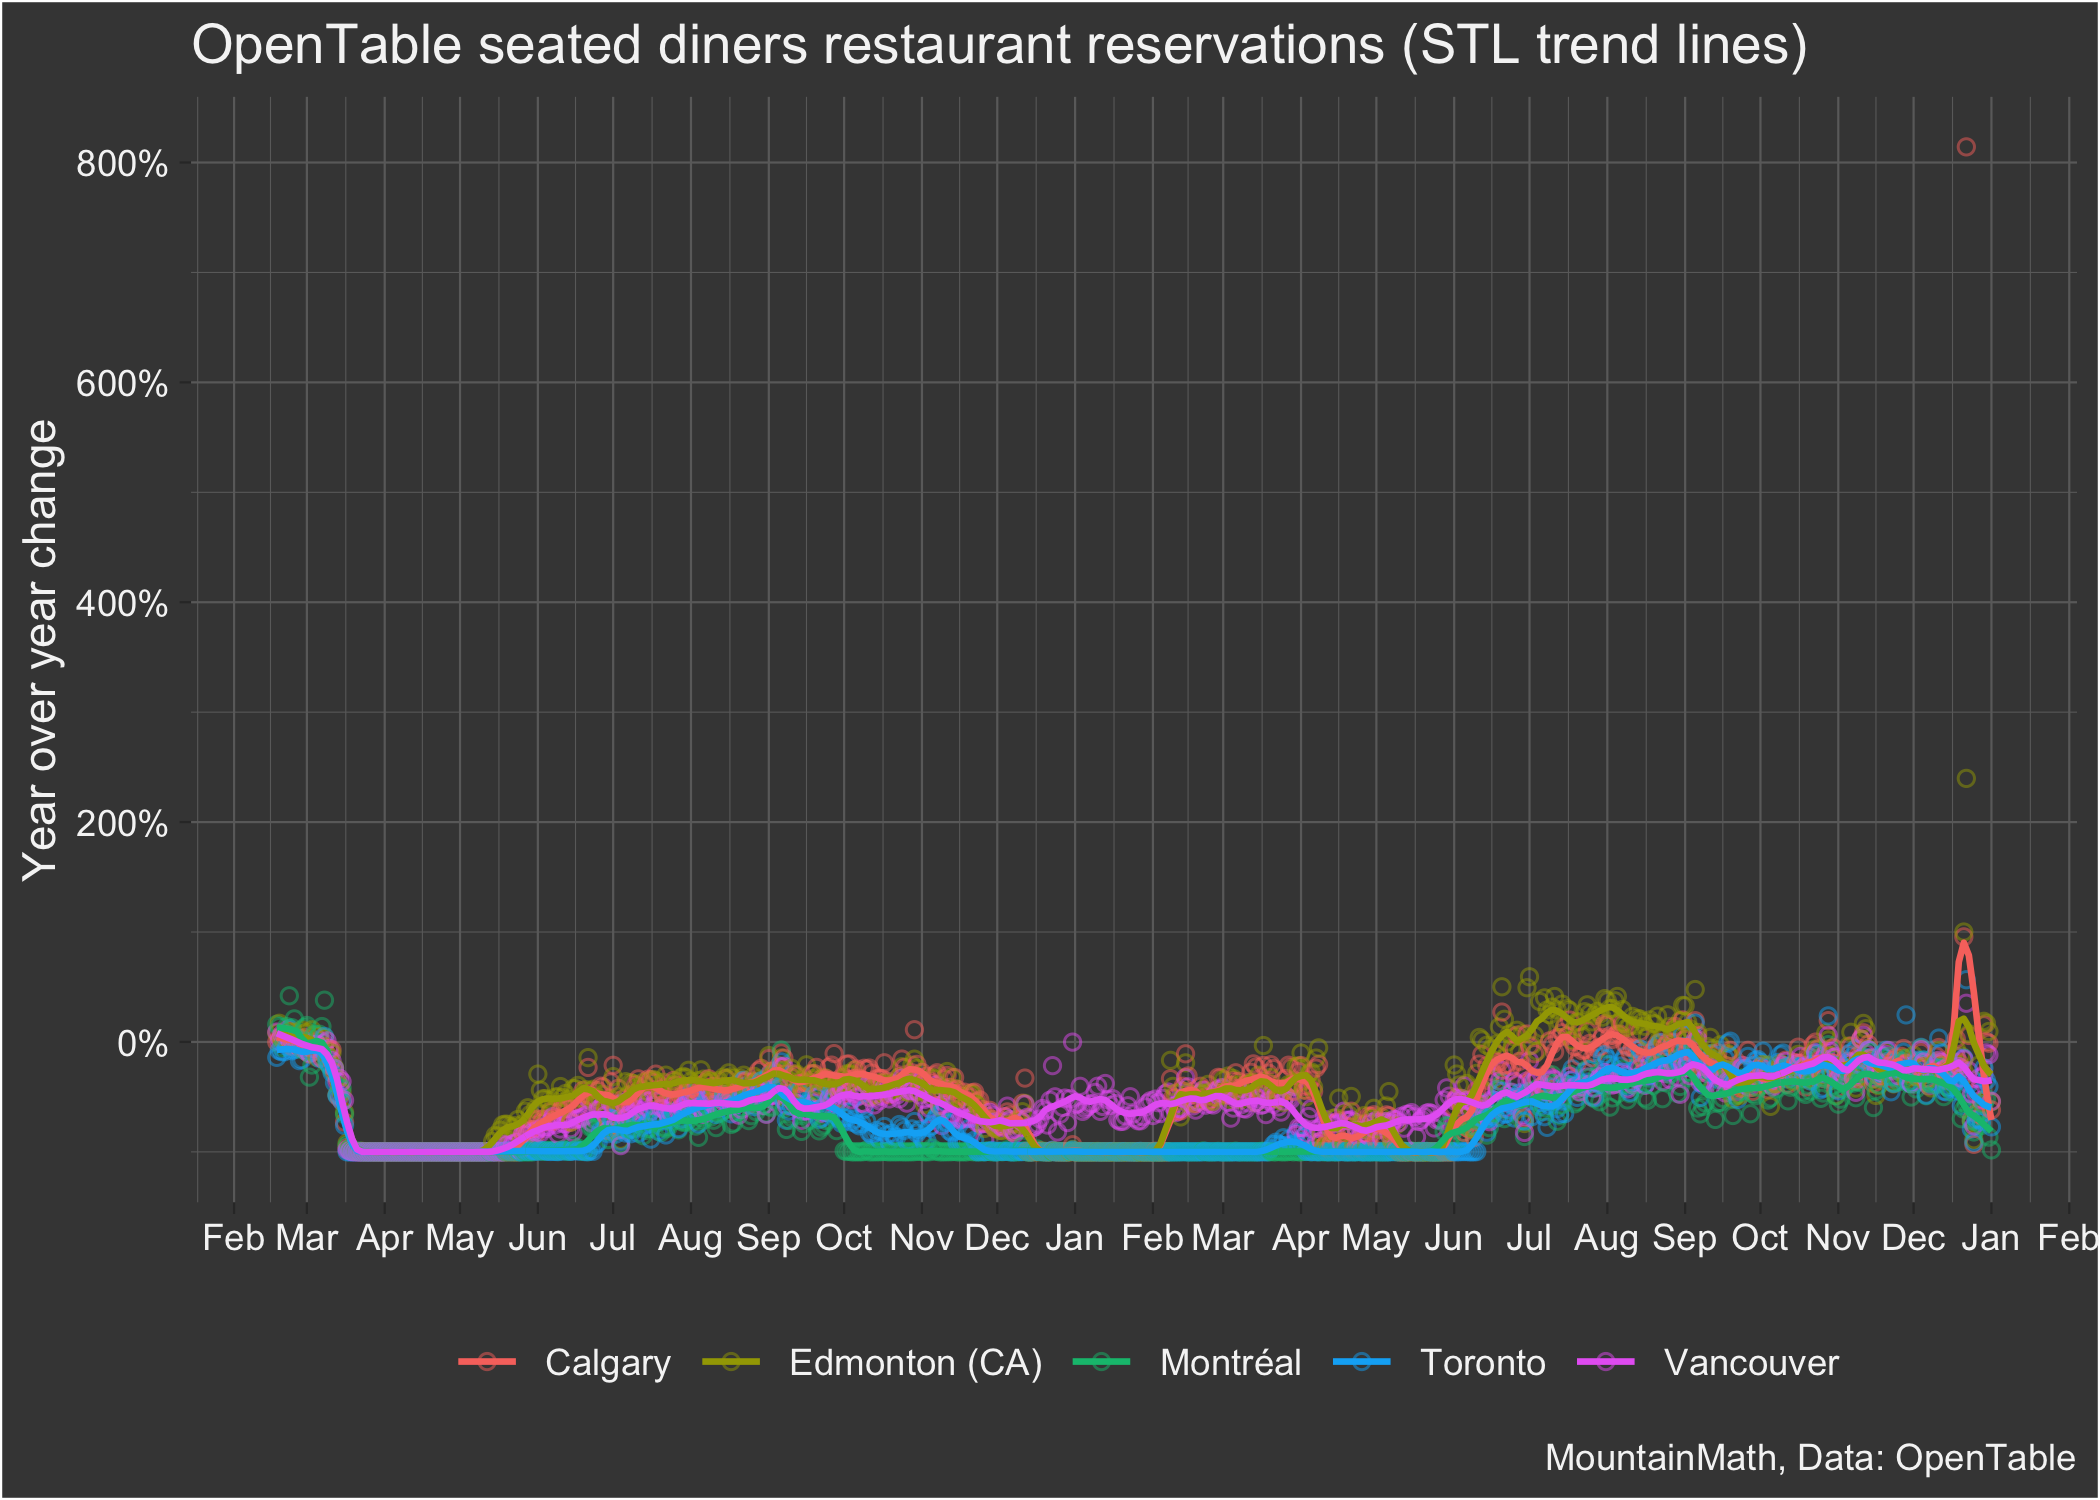 OpenTable seated diners restaurant reservations (STL trend lines)
Year over year change
800%
600%
400%
200%
0%
Feb Mar Apr May Jun Jul Aug Sep Oct Nov Dec Jan Feb Mar Apr May Jun Jul Aug Sep Oct Nov Dec Jan Feb
Calgary Edmonton (CA) Montréal Toronto Vancouver
MountainMath, Data: OpenTable